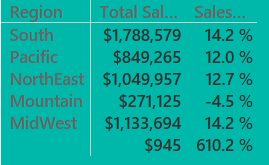 Region Total Sal... Sales...
South $1,788,579 14.2 %
Pacific $849,265 12.0 %
NorthEast $1,049,957 12.7 %
Mountain $271,125 -4.5 %
MidWest $1,133,694 14.2 %
$945 610.2 %